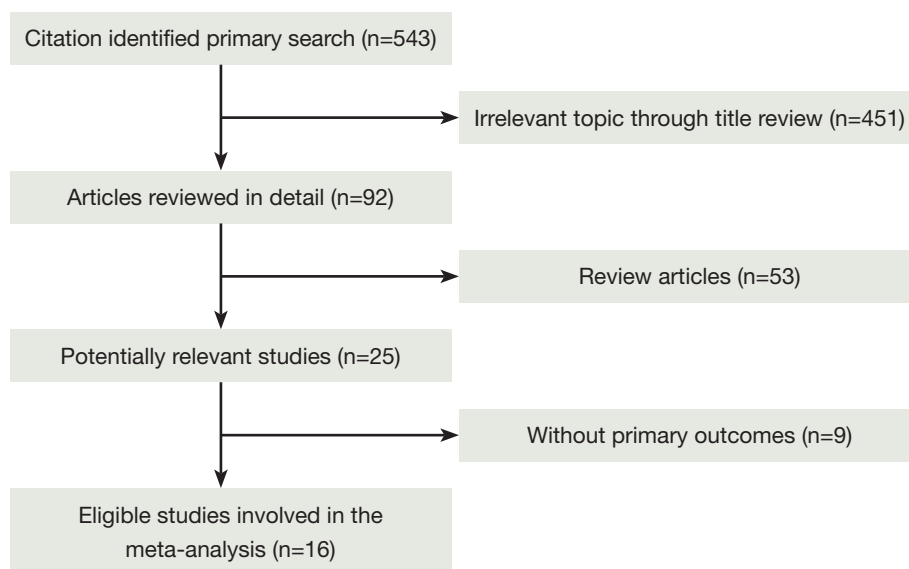 Citation identified primary search (n=543)
Irrelevant topic through title review (n=451)
Articles reviewed in detail (n=92)
Review articles (n=53)
Potentially relevant studies (n=25)
Without primary outcomes (n=9)
Eligible studies involved in the
meta-analysis (n=16)